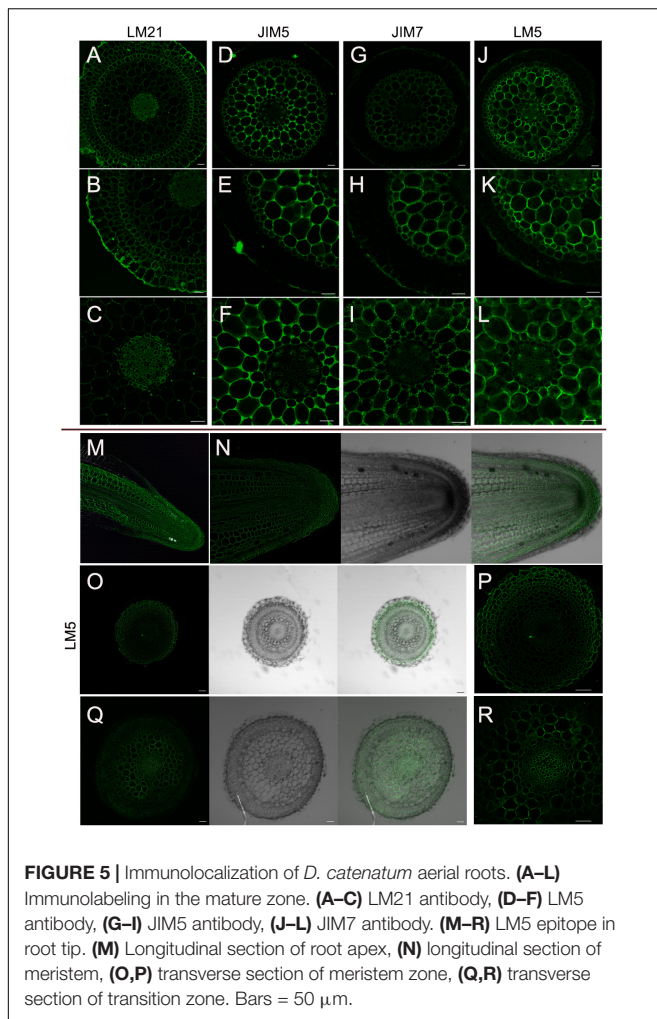 LM21 JIM5 JIM7 LM5
A D G J
B E H K
C F I L
M N
O P
LM5
Q R
FIGURE 5 | Immunolocalization of D. catenatum aerial roots. (A–L)
Immunolabeling in the mature zone. (A–C) LM21 antibody, (D–F) LM5
antibody, (G–I) JIM5 antibody, (J–L) JIM7 antibody. (M–R) LM5 epitope in
root tip. (M) Longitudinal section of root apex, (N) longitudinal section of
meristem, (O,P) transverse section of meristem zone, (Q,R) transverse
section of transition zone. Bars = 50 μm.